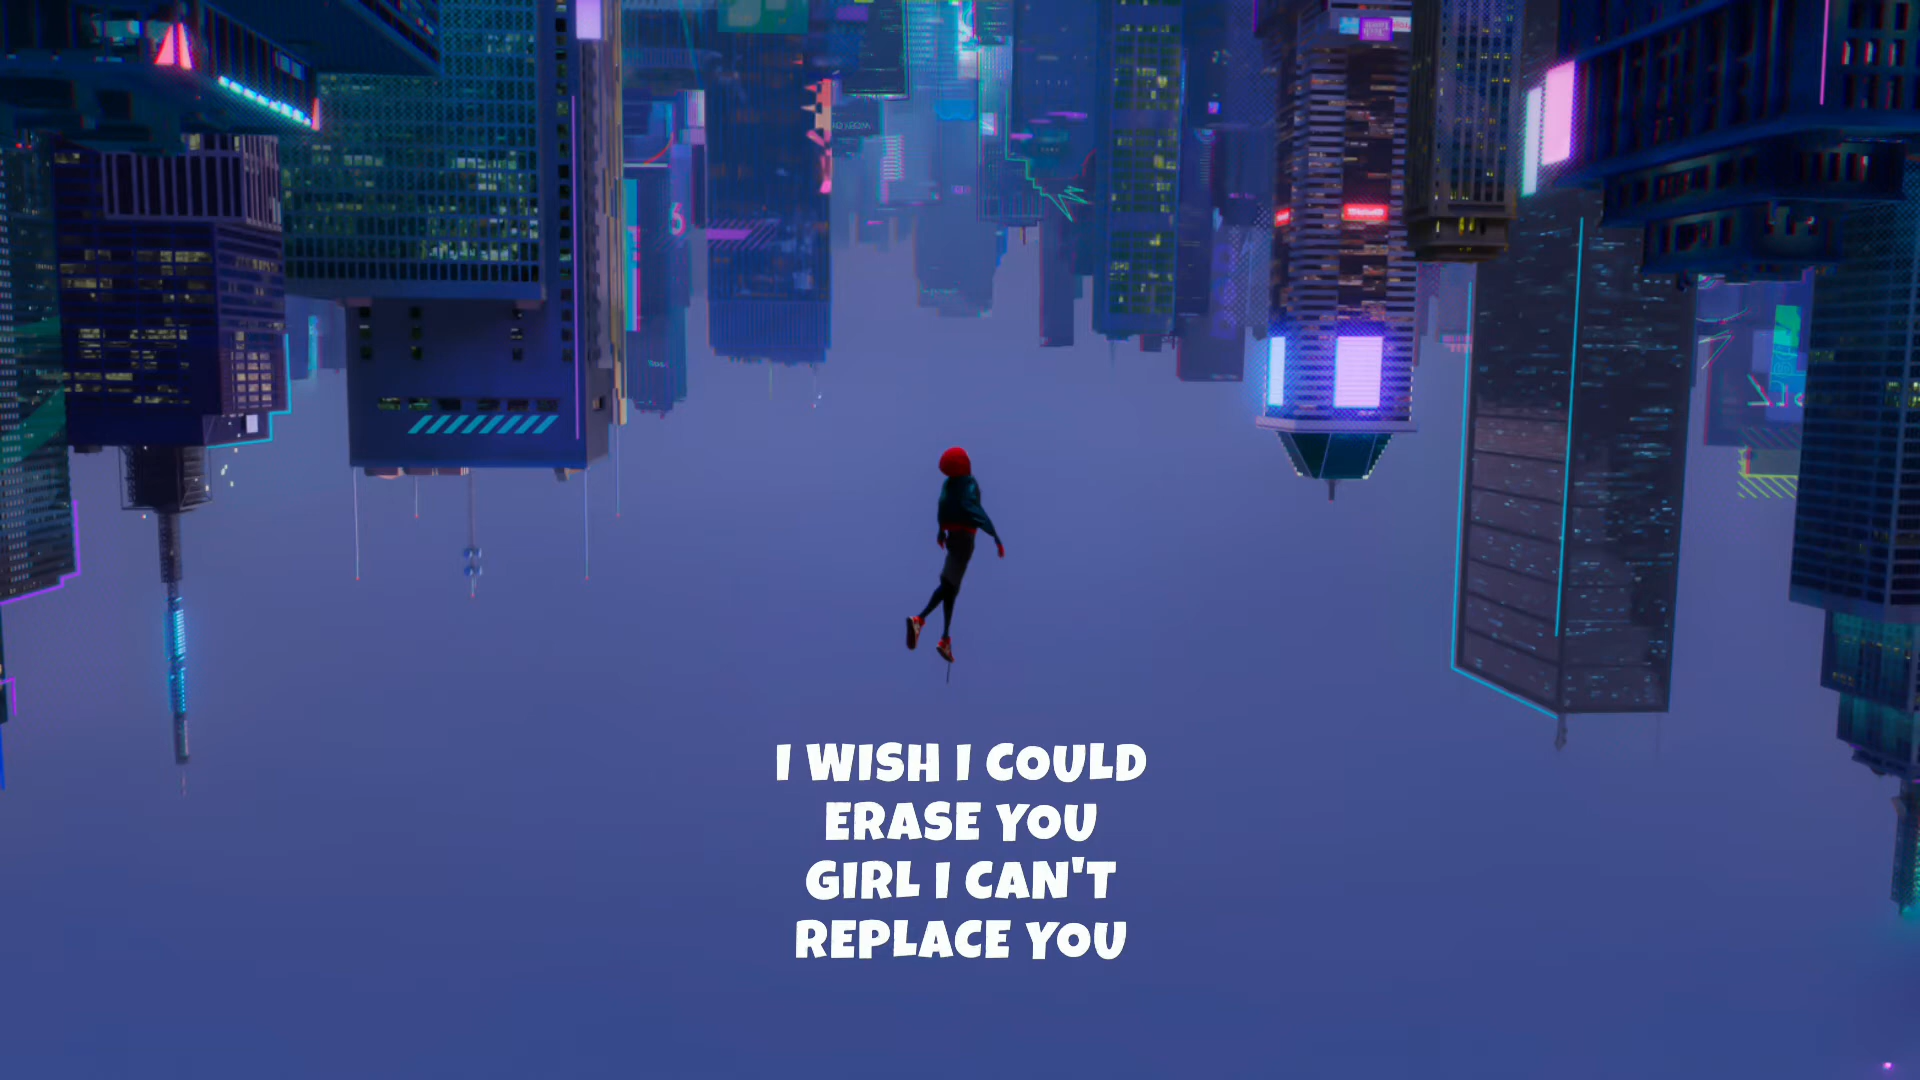 I WISH I COULD
ERASE YOU
GIRL I CAN'T
REPLACE YOU